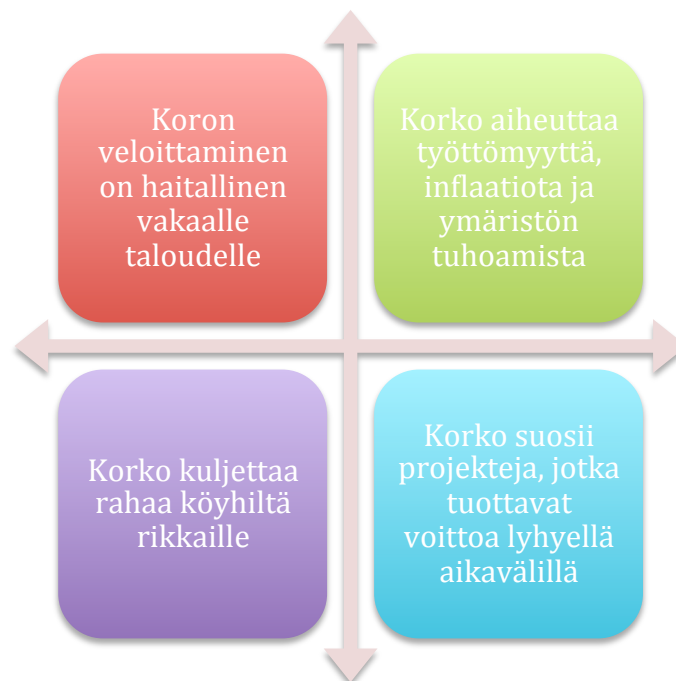 Koron
veloittaminen
on haitallinen
vakaalle
taloudelle
Korko aiheuttaa
työttömyyttä,
inflaatiota ja
ymäristön
tuhoamista
Korko kuljettaa
rahaa köyhiltä
rikkaille
Korko suosii
projekteja, jotka
tuottavat
voittoa lyhyellä
aikavälillä